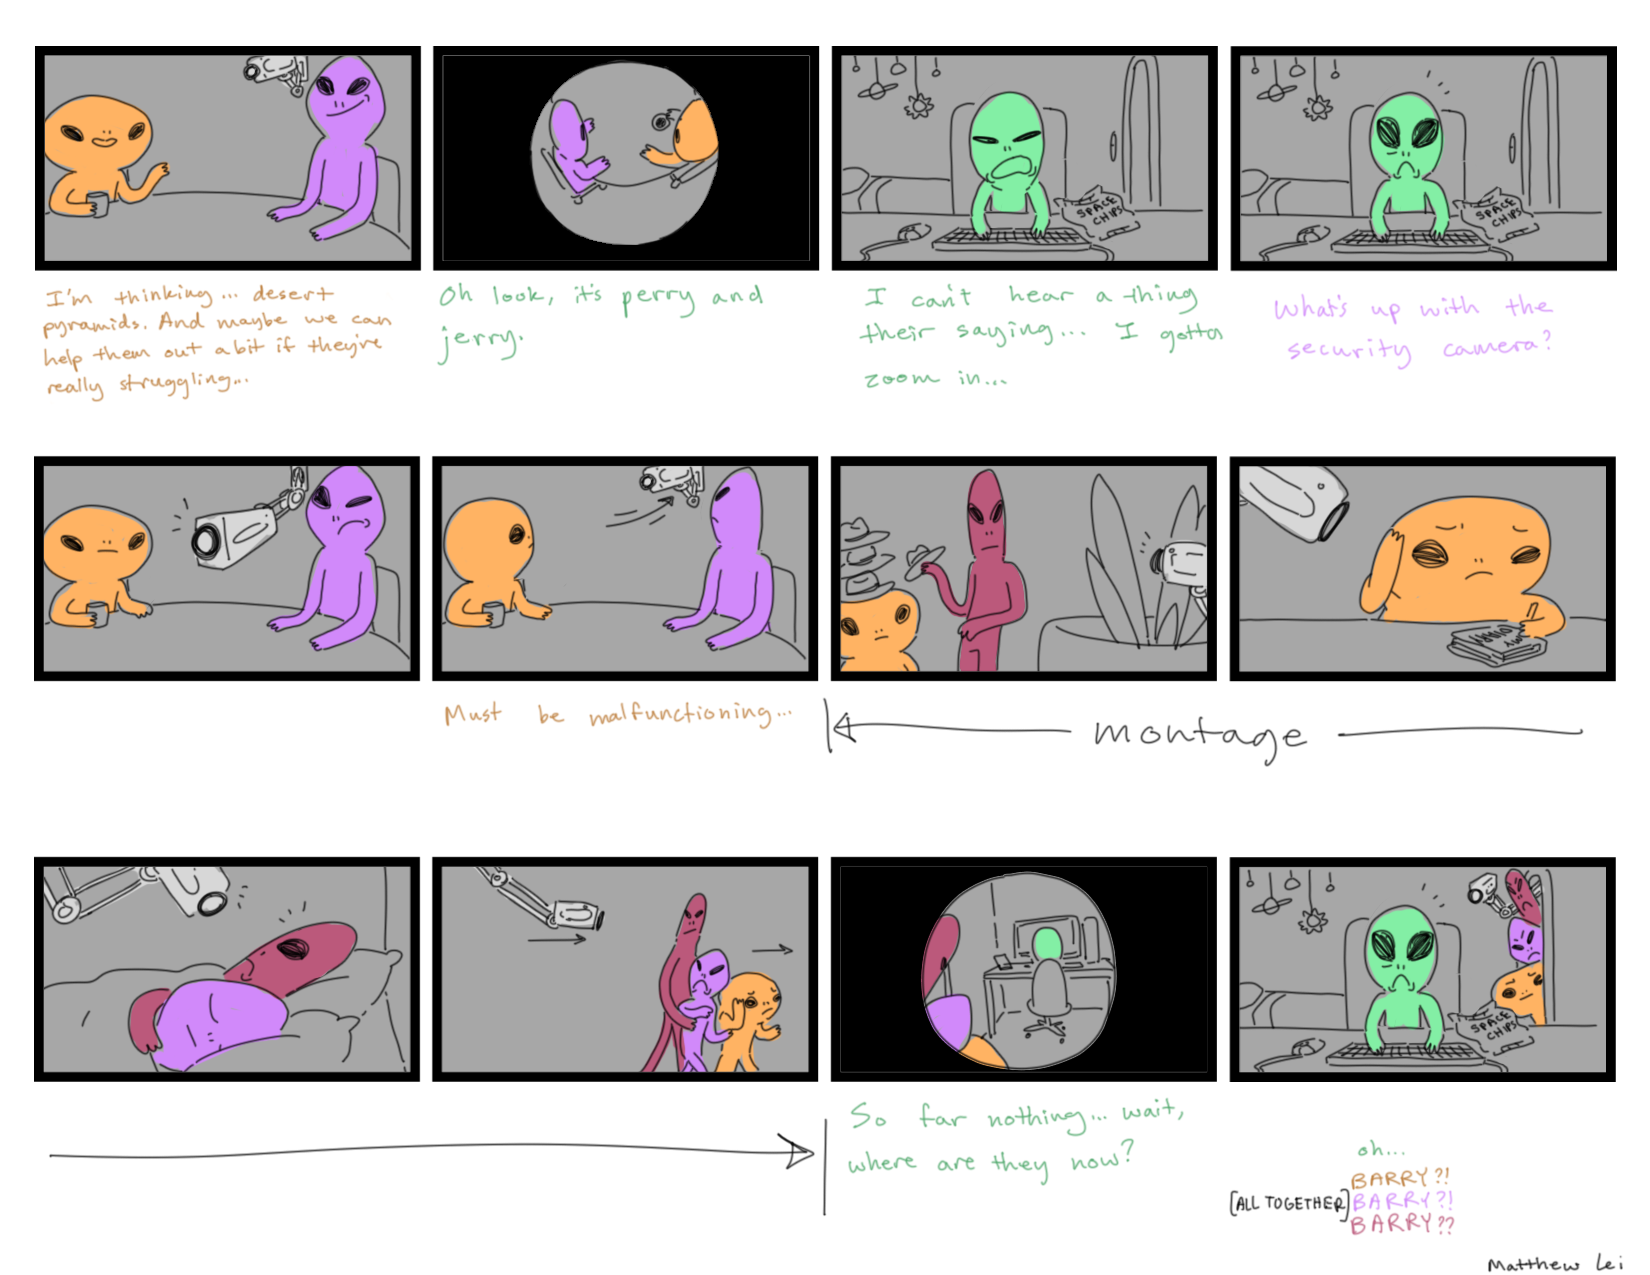 I'm thinking... desert
pyramids. And maybe we can
help them out a bit if they're
really struggling...
Oh look, it's perry and
jerry.
I can't hear a thing
their saying... I gotta
zoom in...
What's up with the
security camera?
SPACE
CHIPS
SPACE
CHIPS
Must be malfunctioning...
montage
MY
DIARY
So far nothing... wait,
where are they now?
SPACE
CHIPS
oh...
BARRY?!
[ALL TOGETHER] BARRY?!
BARRY??
Matthew Lei